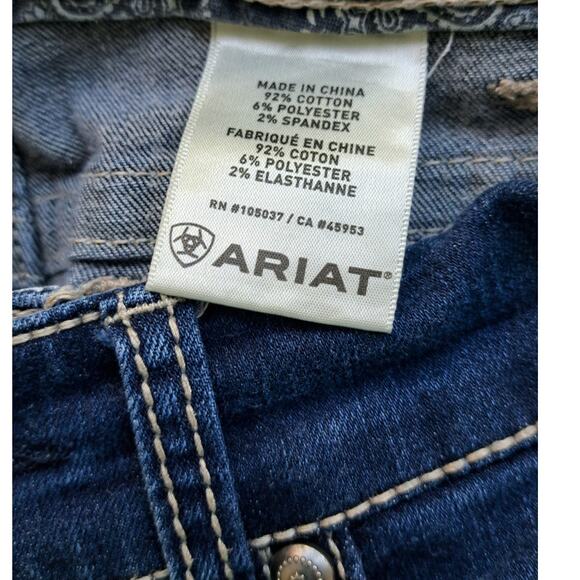 MADE IN CHINA
92% COTTON
6% POLYESTER
2% SPANDEX
FABRIQUÉ EN CHINE
92% COTON
6% POLYESTER
2% ELASTHANNE
RN #105037 / CA #45953
ARIAT®